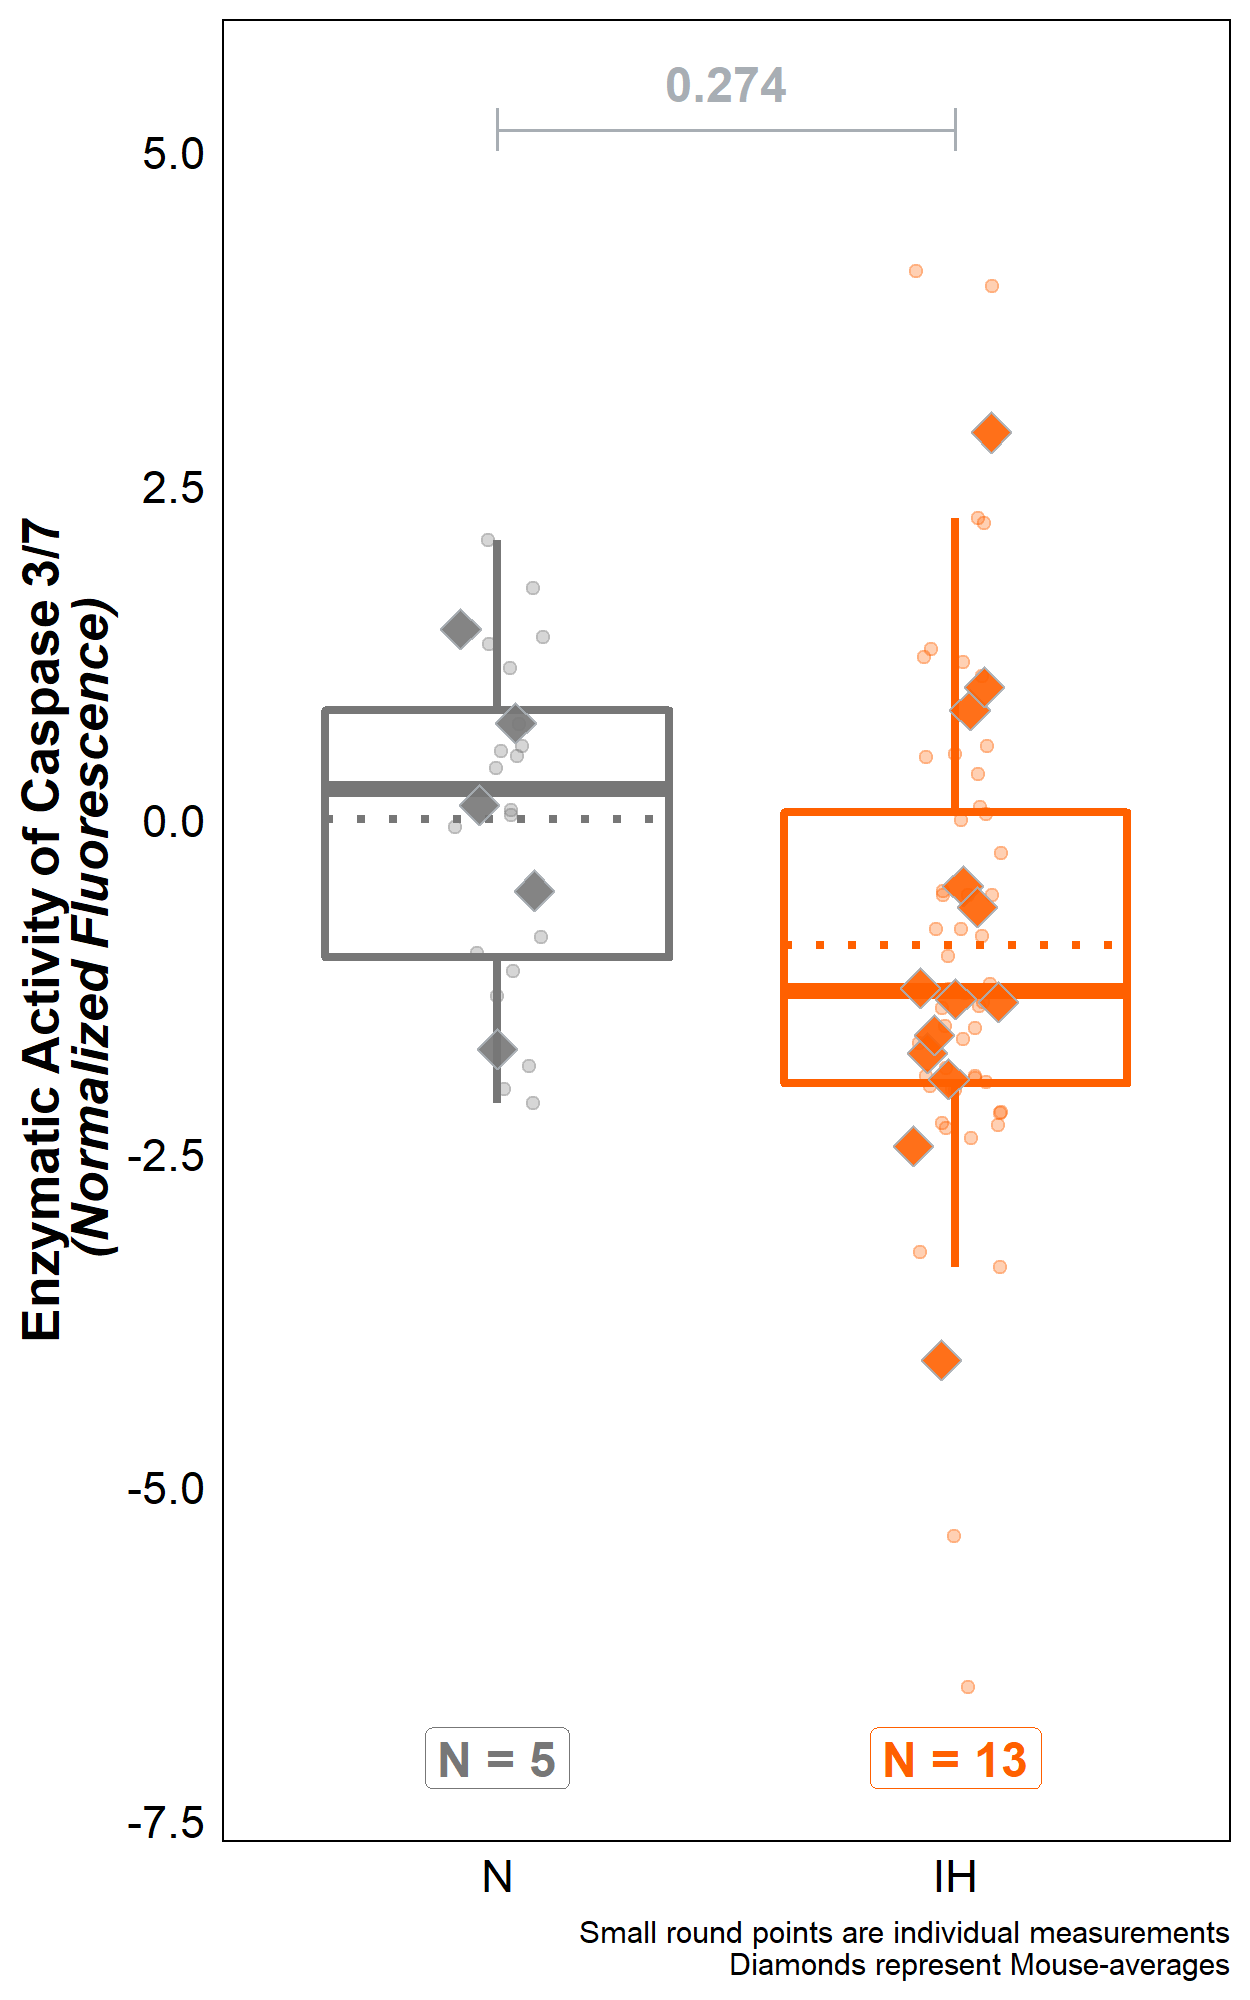 0.274
5.0
2.5
0.0
-2.5
-5.0
-7.5
Enzymatic Activity of Caspase 3/7
(Normalized Fluorescence)
N = 5
N = 13
N
IH
Small round points are individual measurements
Diamonds represent Mouse-averages